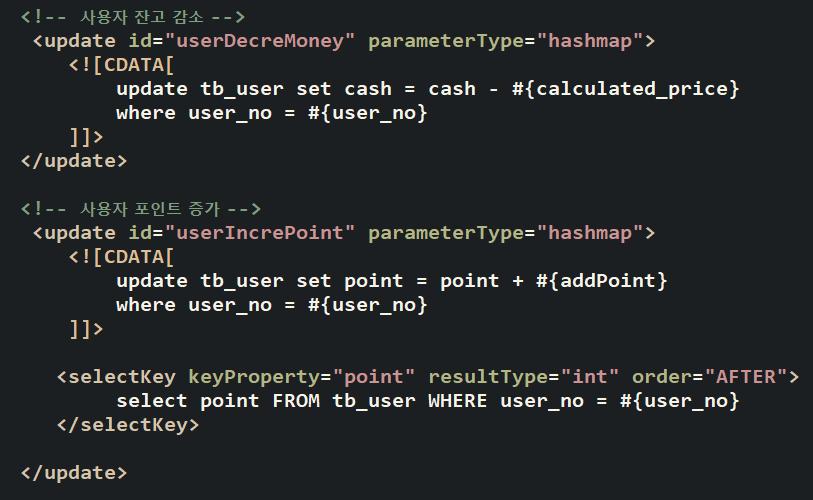 <!-- 사용자 잔고 감소 -->
<update id="userDecreMoney" parameterType="hashmap">
<![CDATA[
update tb_user set cash = cash - #{calculated_price}
where user_no = #{user_no}
]]>
</update>
<!-- 사용자 포인트 증가 -->
<update id="userIncrePoint" parameterType="hashmap">
<![CDATA[
update tb_user set point = point + #{addPoint}
where user_no = #{user_no}
]]>
<selectKey keyProperty="point" resultType="int" order="AFTER">
select point FROM tb_user WHERE user_no = #{user_no}
</selectKey>
</update>